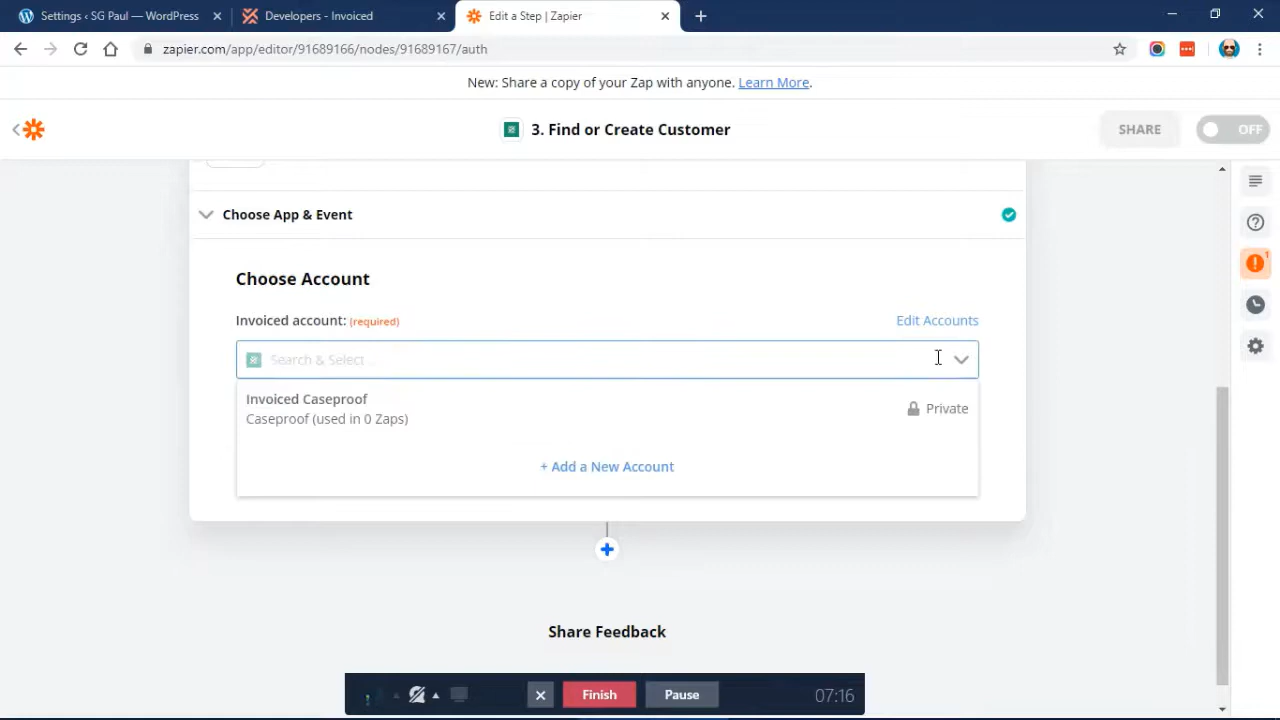 Settings ‹ SG Paul — WordPress
Developers - Invoiced
Edit a Step | Zapier
zapier.com/app/editor/91689166/nodes/91689167/auth
New: Share a copy of your Zap with anyone. Learn More.
3. Find or Create Customer
SHARE
OFF
Choose App & Event
1
Choose Account
Invoiced account: (required)
Edit Accounts
Search & Select...
Invoiced Caseproof
Caseproof (used in 0 Zaps)
Private
+ Add a New Account
Share Feedback
Finish
Pause
07:16